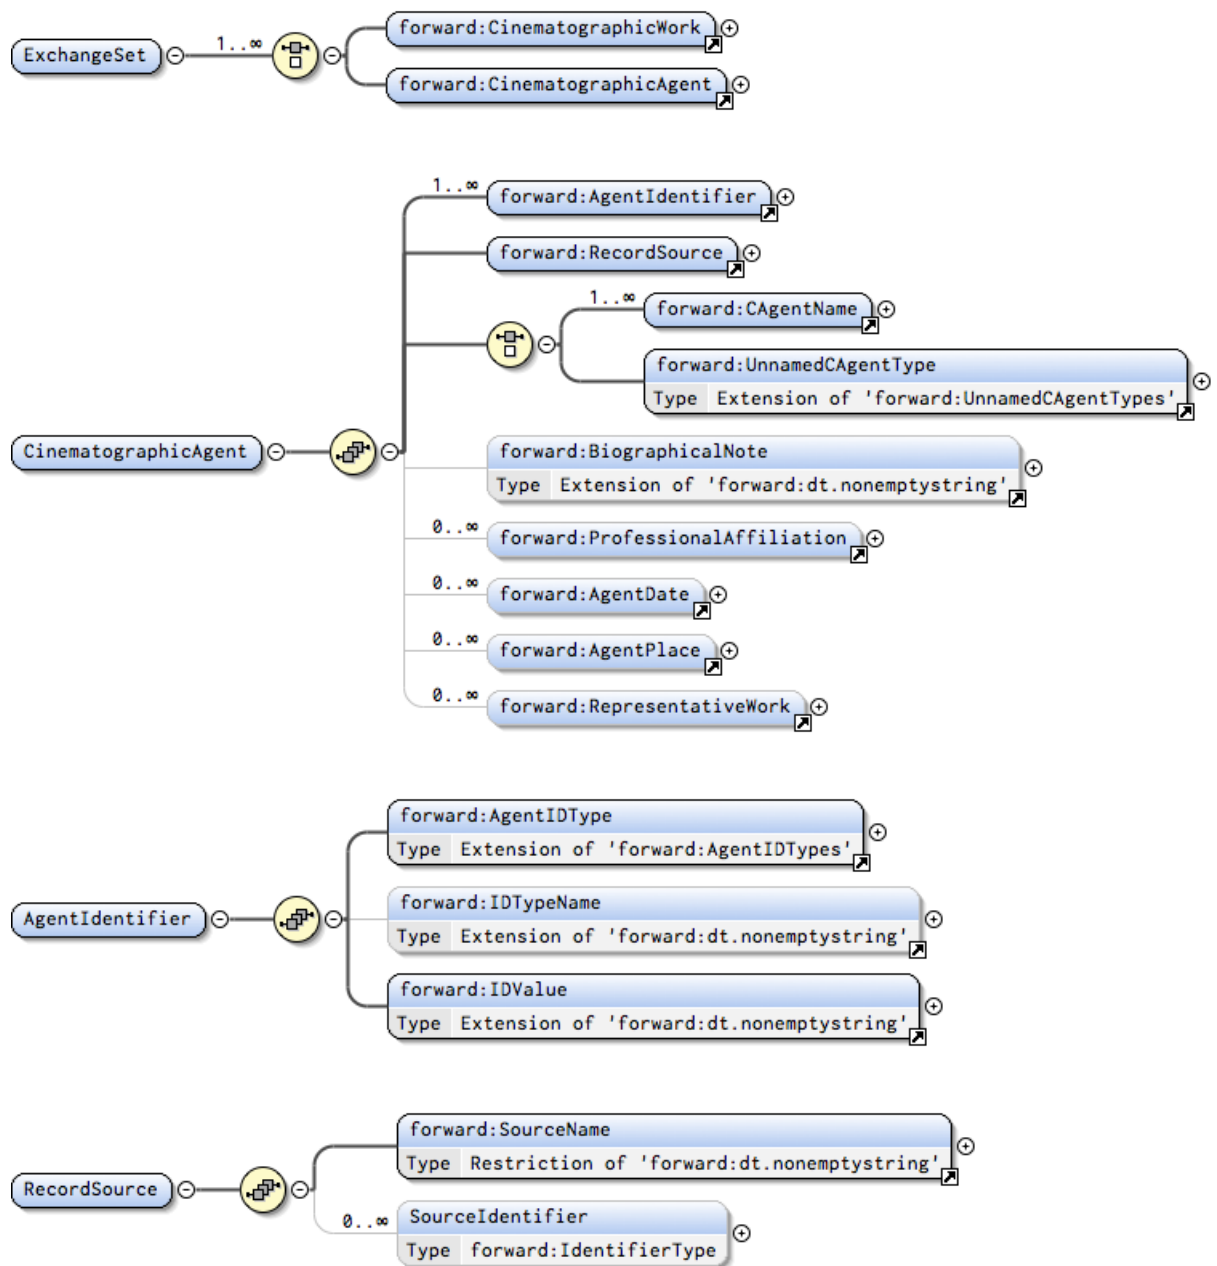 forward:CinematographicWork
1..∞
ExchangeSet
forward:CinematographicAgent
1..∞
forward:AgentIdentifier
forward:RecordSource
1..∞
forward:CAgentName
forward:UnnamedCAgentType
Type Extension of 'forward:UnnamedCAgentTypes'
CinematographicAgent
forward:BiographicalNote
Type Extension of 'forward:dt.nonemptystring'
0..∞
forward:ProfessionalAffiliation
0..∞
forward:AgentDate
0..∞
forward:AgentPlace
0..∞
forward:RepresentativeWork
forward:AgentIDType
Type Extension of 'forward:AgentIDTypes'
AgentIdentifier
forward:IDTypeName
Type Extension of 'forward:dt.nonemptystring'
forward:IDValue
Type Extension of 'forward:dt.nonemptystring'
forward:SourceName
Type Restriction of 'forward:dt.nonemptystring'
RecordSource
0..∞
SourceIdentifier
Type forward:IdentifierType